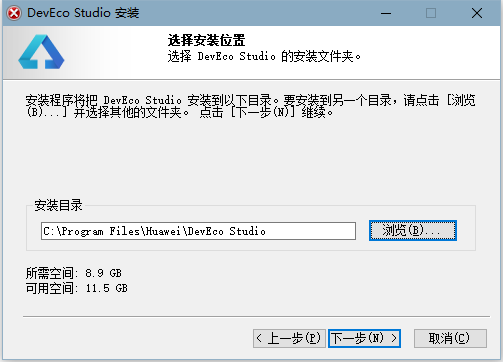 DevEco Studio 安装
选择安装位置
选择 DevEco Studio 的安装文件夹。
安装程序将把 DevEco Studio 安装到以下目录。要安装到另一个目录，请点击 [浏览
(B)...] 并选择其他的文件夹。 点击 [下一步(N)] 继续。
安装目录
C:\Program Files\Huawei\DevEco Studio
浏览(B)...
所需空间: 8.9 GB
可用空间: 11.5 GB
< 上一步(P) 下一步(N) > 取消(C)